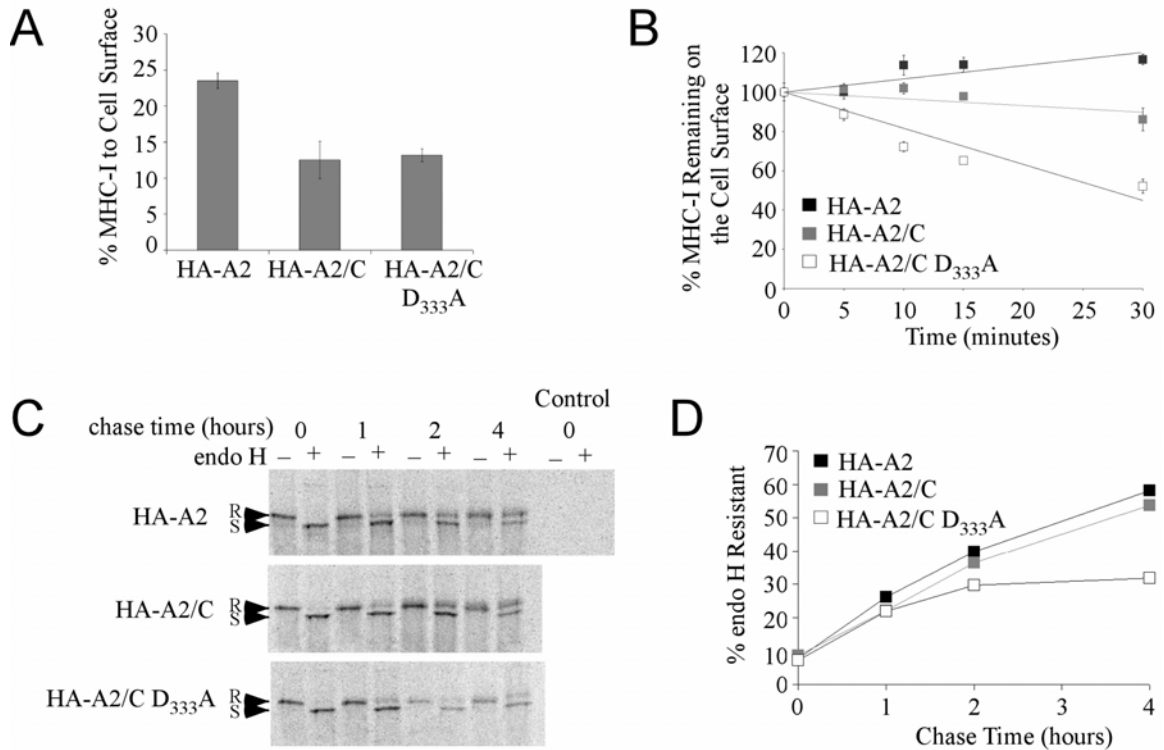 A
% MHC-I to Cell Surface
30
25
20
15
10
5
0
HA-A2
HA-A2/C
HA-A2/C
D333A
B
% MHC-I Remaining on
the Cell Surface
120
100
80
60
40
20
0
HA-A2
HA-A2/C
HA-A2/C D333A
0 5 10 15 20 25 30
Time (minutes)
C
Control
chase time (hours) 0 1 2 4 0
endo H – + – + – + – + – +
HA-A2 R
S
HA-A2/C R
S
HA-A2/C D333A R
S
D
% endo H Resistant
70
60
50
40
30
20
10
0
HA-A2
HA-A2/C
HA-A2/C D333A
0 1 2 3 4
Chase Time (hours)